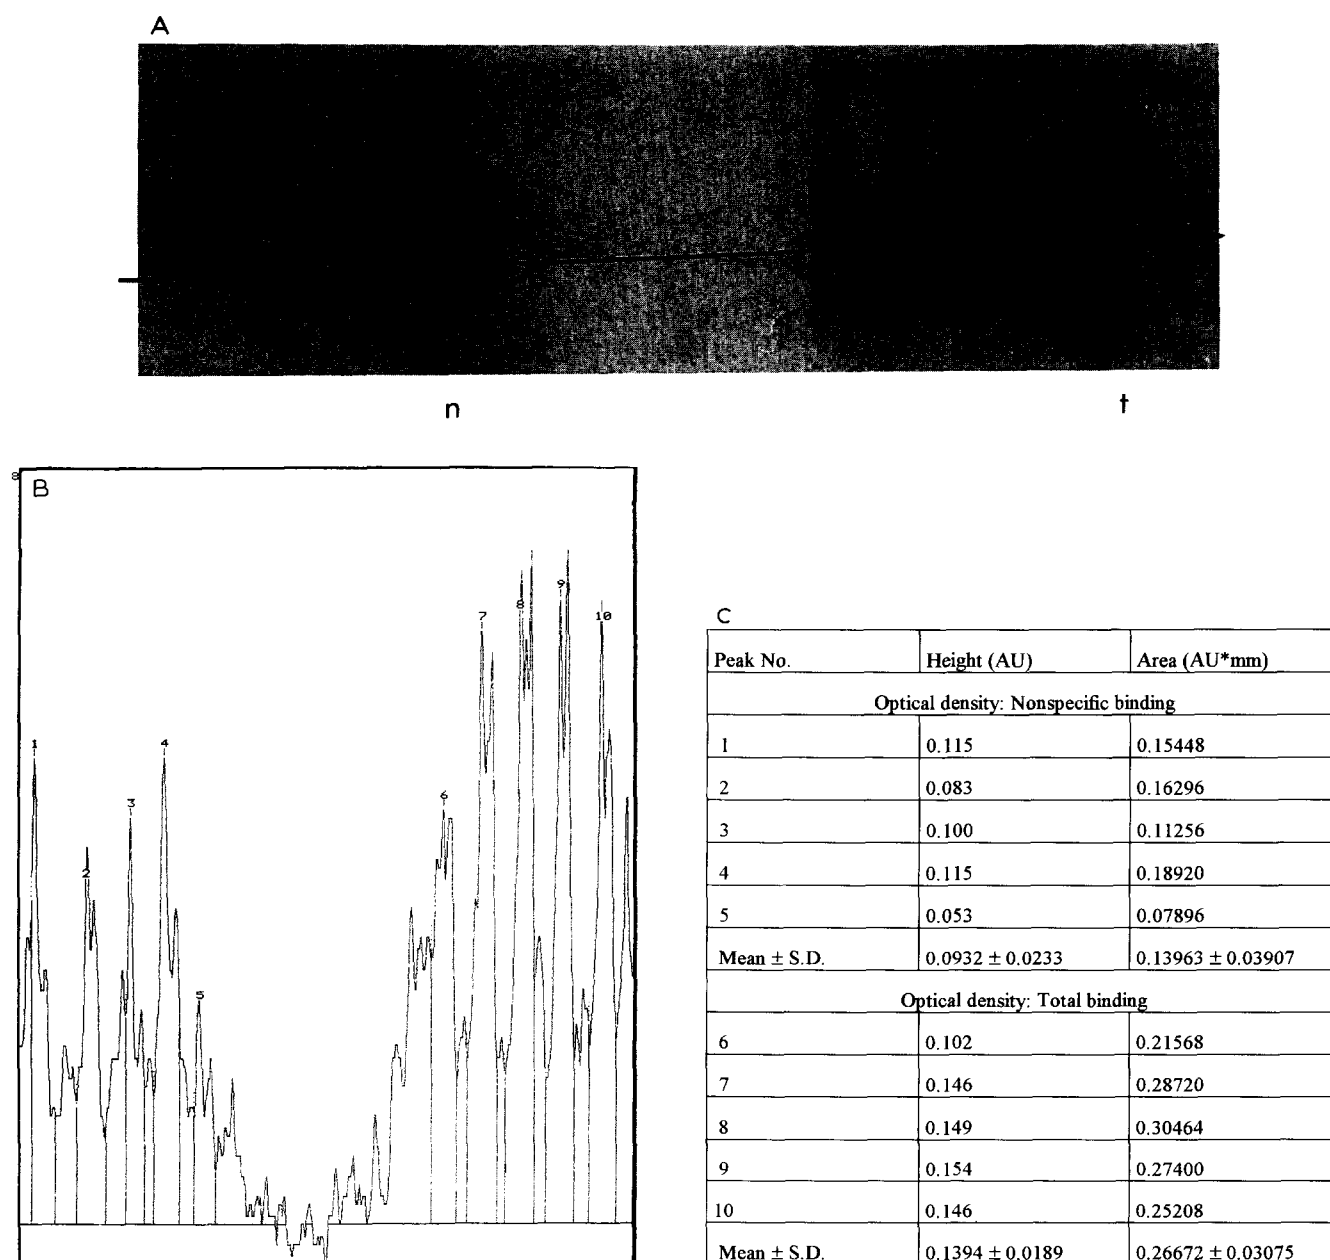 A
n t
8
B
1
2
3
4
5
6
7
8
9
10
C
Peak No. Height (AU) Area (AU*mm)
Optical density: Nonspecific binding
1 0.115 0.15448
2 0.083 0.16296
3 0.100 0.11256
4 0.115 0.18920
5 0.053 0.07896
Mean ± S.D. 0.0932 ± 0.0233 0.13963 ± 0.03907
Optical density: Total binding
6 0.102 0.21568
7 0.146 0.28720
8 0.149 0.30464
9 0.154 0.27400
10 0.146 0.25208
Mean ± S.D. 0.1394 ± 0.0189 0.26672 ± 0.03075